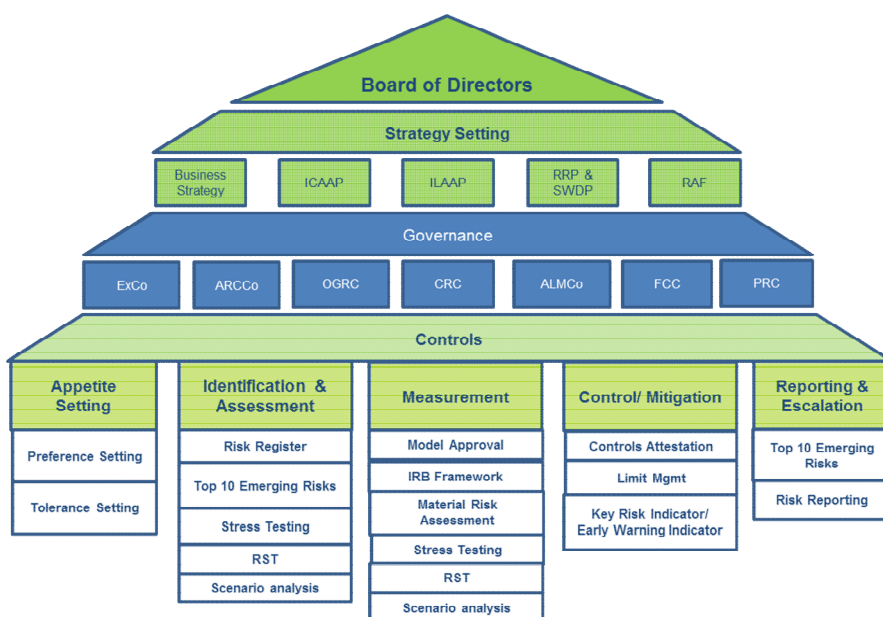 Board of Directors
Strategy Setting
Business
Strategy
ICAAP
ILAAP
RRP &
SWDP
RAF
Governance
ExCo
ARCCo
OGRC
CRC
ALMCo
FCC
PRC
Controls
Appetite
Setting
Preference Setting
Tolerance Setting
Identification &
Assessment
Risk Register
Top 10 Emerging Risks
Stress Testing
RST
Scenario analysis
Measurement
Model Approval
IRB Framework
Material Risk
Assessment
Stress Testing
RST
Scenario analysis
Control/ Mitigation
Controls Attestation
Limit Mgmt
Key Risk Indicator/
Early Warning Indicator
Reporting &
Escalation
Top 10 Emerging
Risks
Risk Reporting